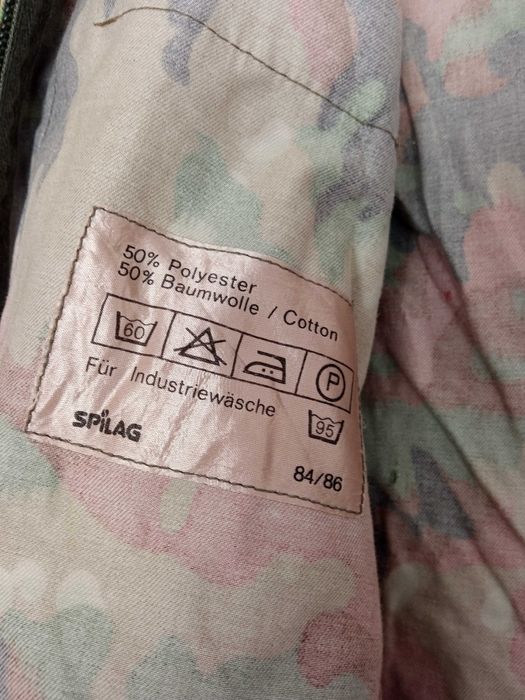 50% Polyester
50% Baumwolle / Cotton
60 P
Für Industriewäsche 95
SPILAG
84/86